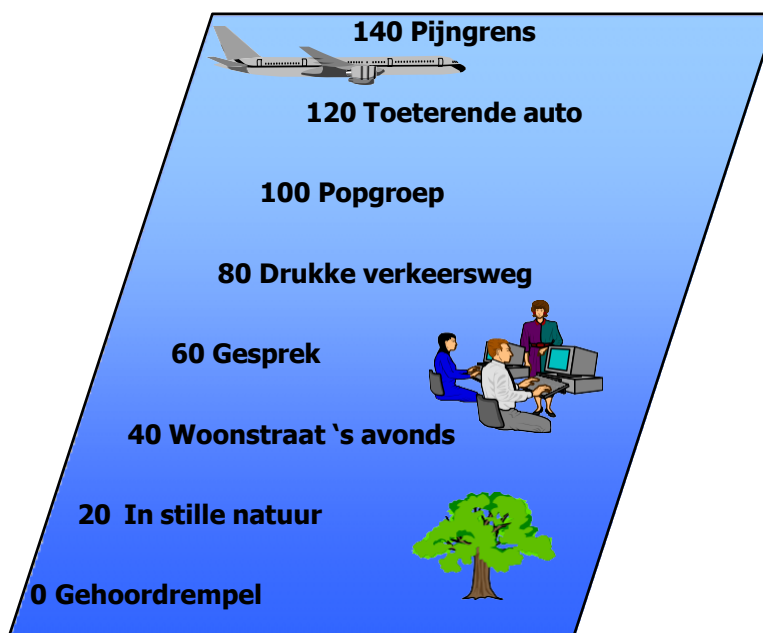 140 Pijngrens
120 Toeterende auto
100 Popgroep
80 Drukke verkeersweg
60 Gesprek
40 Woonstraat ‘s avonds
20 In stille natuur
0 Gehoordrempel